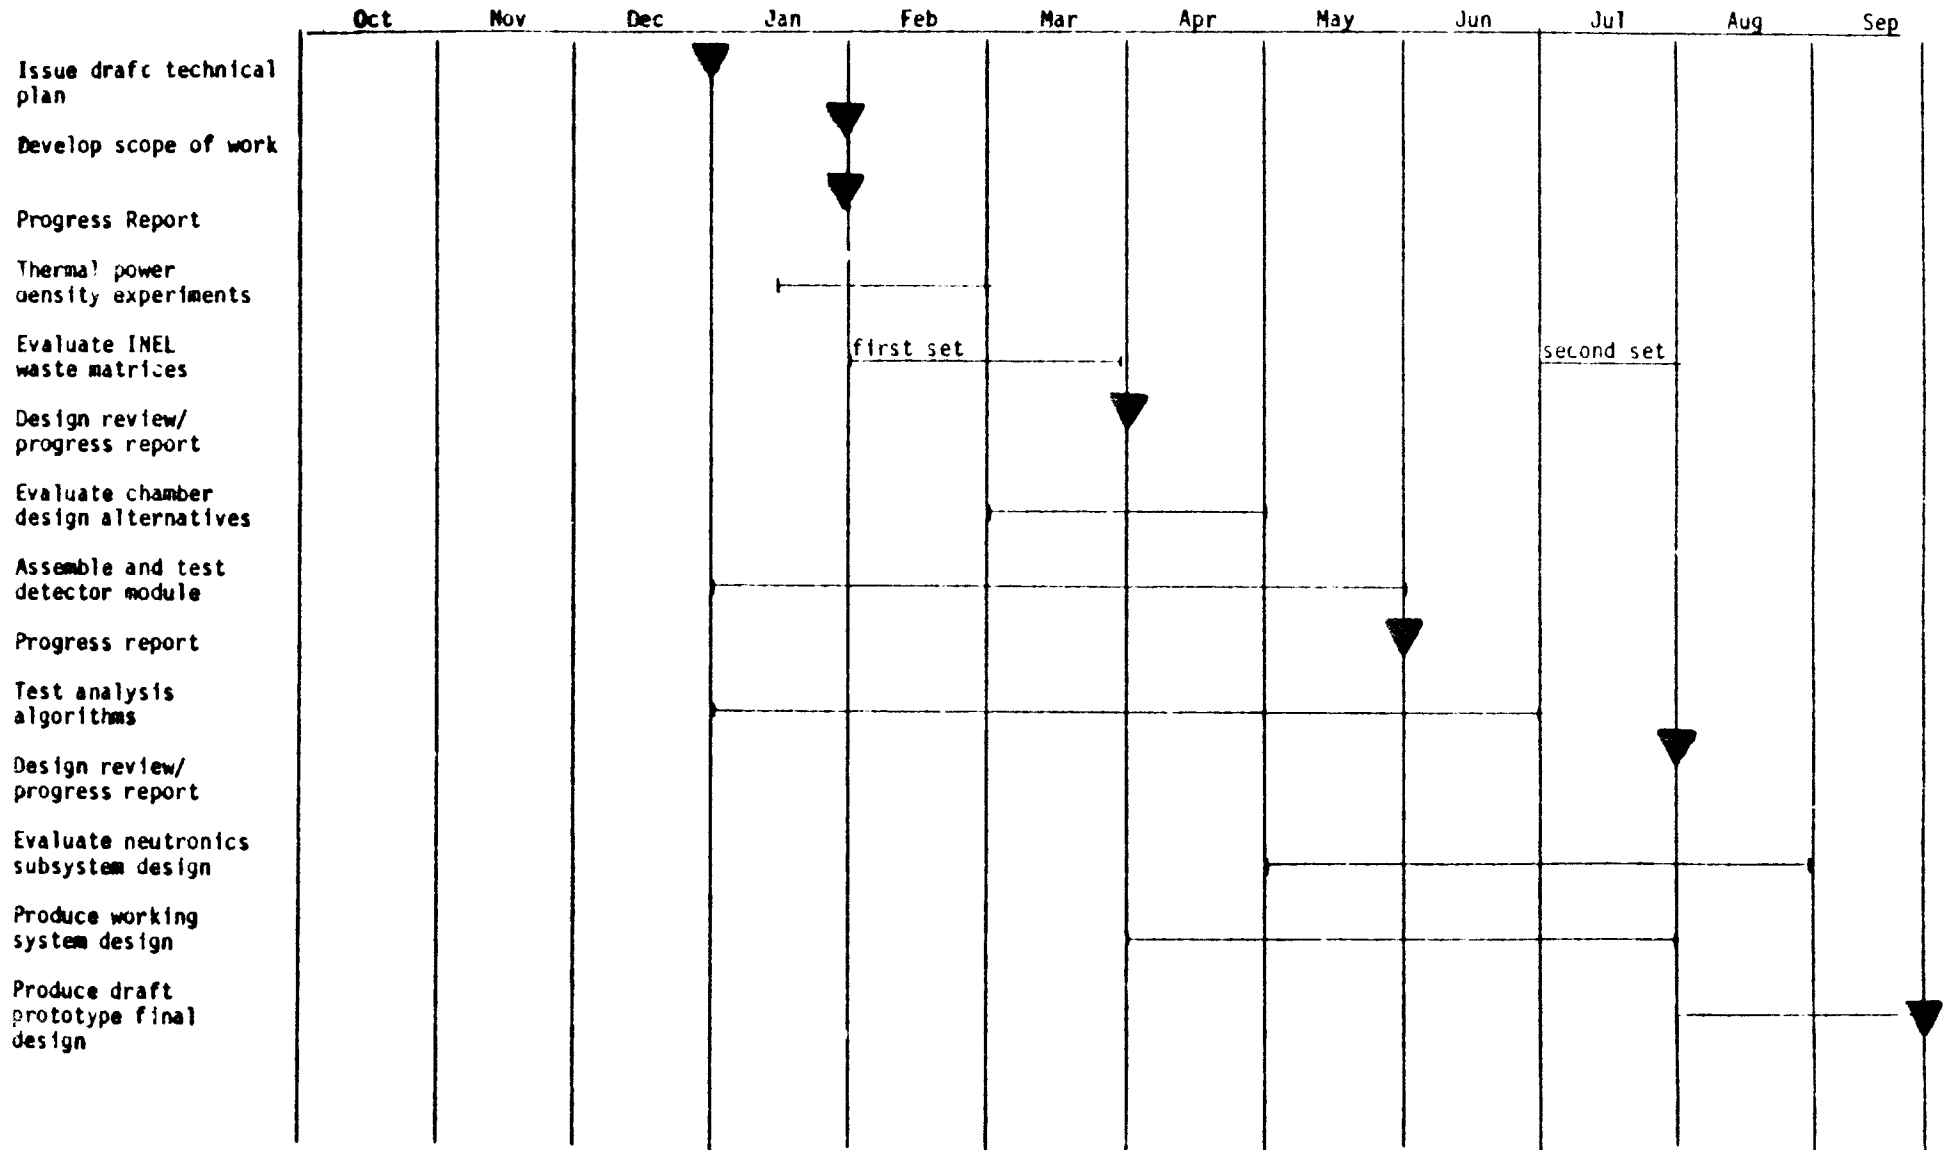 Oct Nov Dec Jan Feb Mar Apr May Jun Jul Aug Sep
Issue draft technical
plan
Develop scope of work
Progress Report
Thermal power
density experiments
Evaluate INEL
waste matrices
first set
second set
Design review/
progress report
Evaluate chamber
design alternatives
Assemble and test
detector module
Progress report
Test analysis
algorithms
Design review/
progress report
Evaluate neutronics
subsystem design
Produce working
system design
Produce draft
prototype final
design